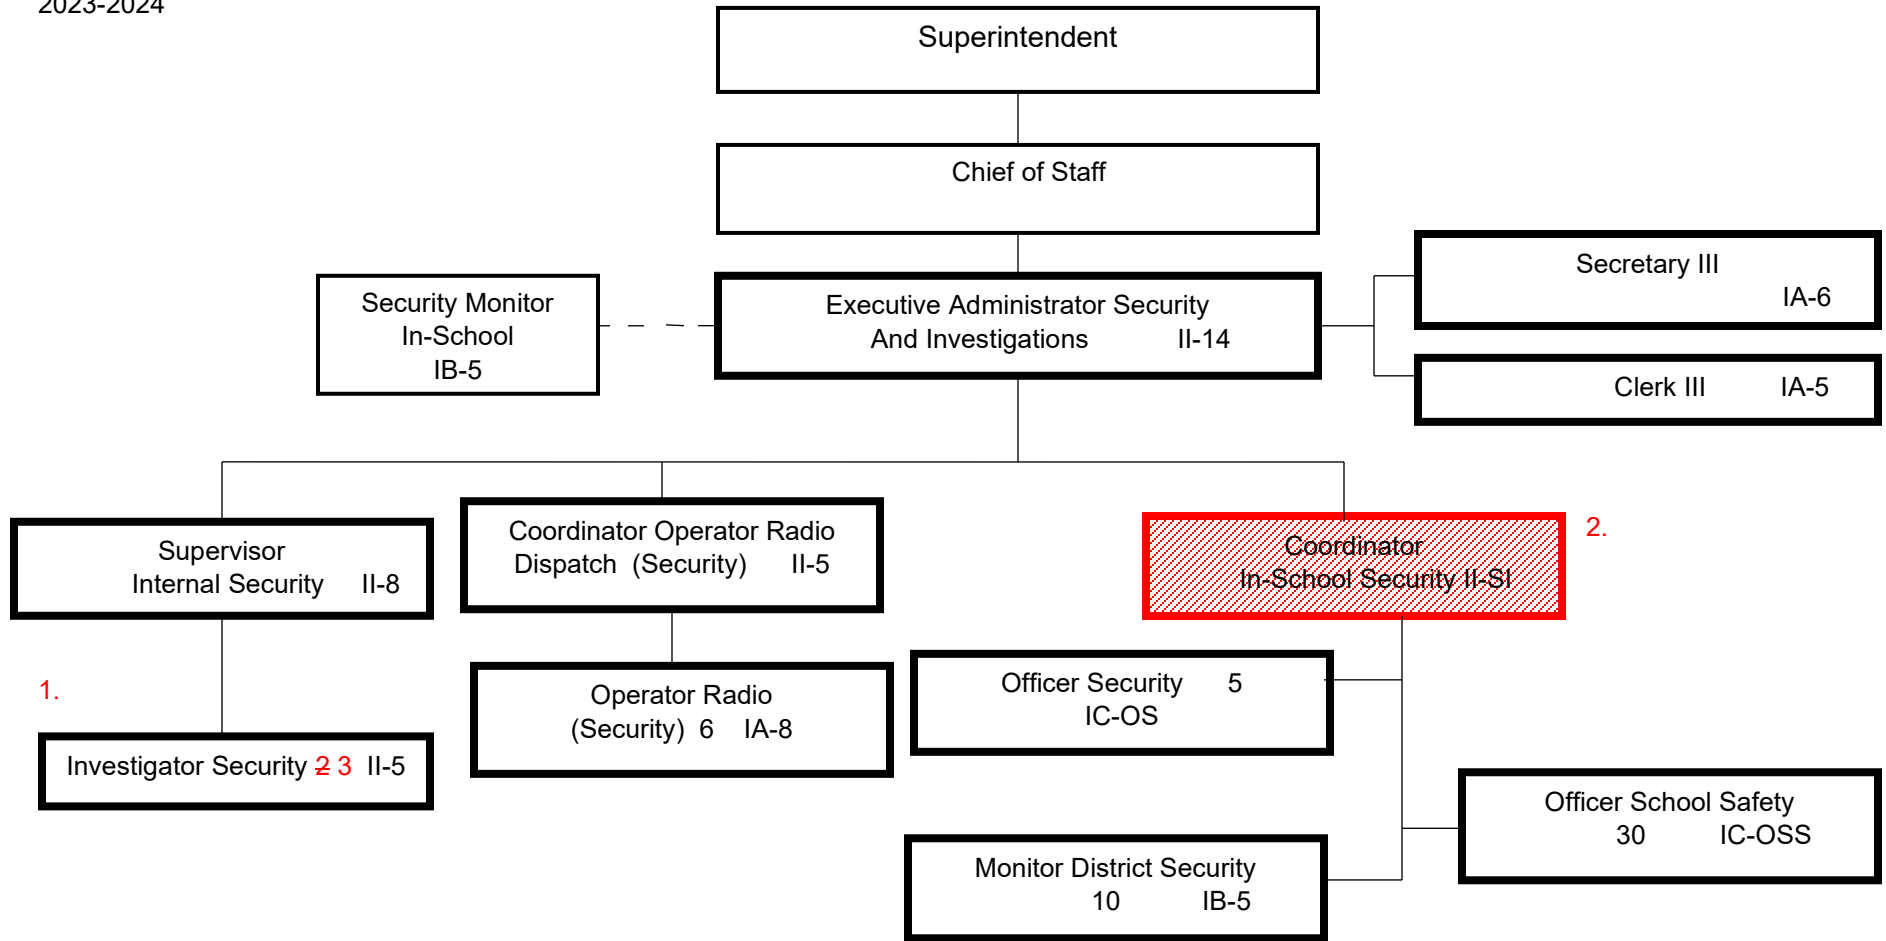 2023-2024
Superintendent
Chief of Staff
Security Monitor
In-School
IB-5
Executive Administrator Security
And Investigations II-14
Secretary III
IA-6
Clerk III IA-5
Supervisor
Internal Security II-8
Coordinator Operator Radio
Dispatch (Security) II-5
Coordinator
In-School Security II-SI
2.
1.
Investigator Security 2 3 II-5
Operator Radio
(Security) 6 IA-8
Officer Security 5
IC-OS
Officer School Safety
30 IC-OSS
Monitor District Security
10 IB-5